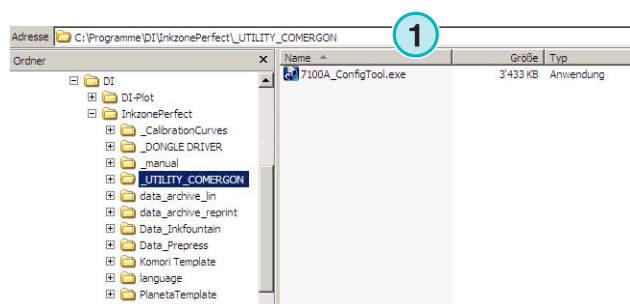 Adresse C:\Programme\DI\InkzonePerfect\_UTILITY_COMERGON
1
Ordner x Name Größe Typ
DI 7100A_ConfigTool.exe 3'433 KB Anwendung
DI-Plot
InkzonePerfect
_CalibrationCurves
_DONGLE DRIVER
_manual
_UTILITY_COMERGON
data_archive_lin
data_archive_reprint
Data_Inkfountain
Data_Prepress
Komori Template
language
PlanetaTemplate